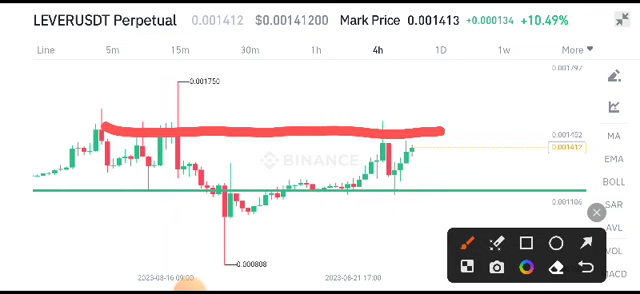 LEVERUSDT Perpetual 0.001412 $0.00141200 Mark Price 0.001413 +0.000134 +10.49%
Line 5m 15m 30m 1h 4h 1D 1w More
0.001797
0.001750
MA
0.001452
0.001412
EMA
BINANCE
BOLL
0.001106
SAR
AVL
VOL
0.000808
MACD
2023-08-16 09:00 2023-08-21 17:00